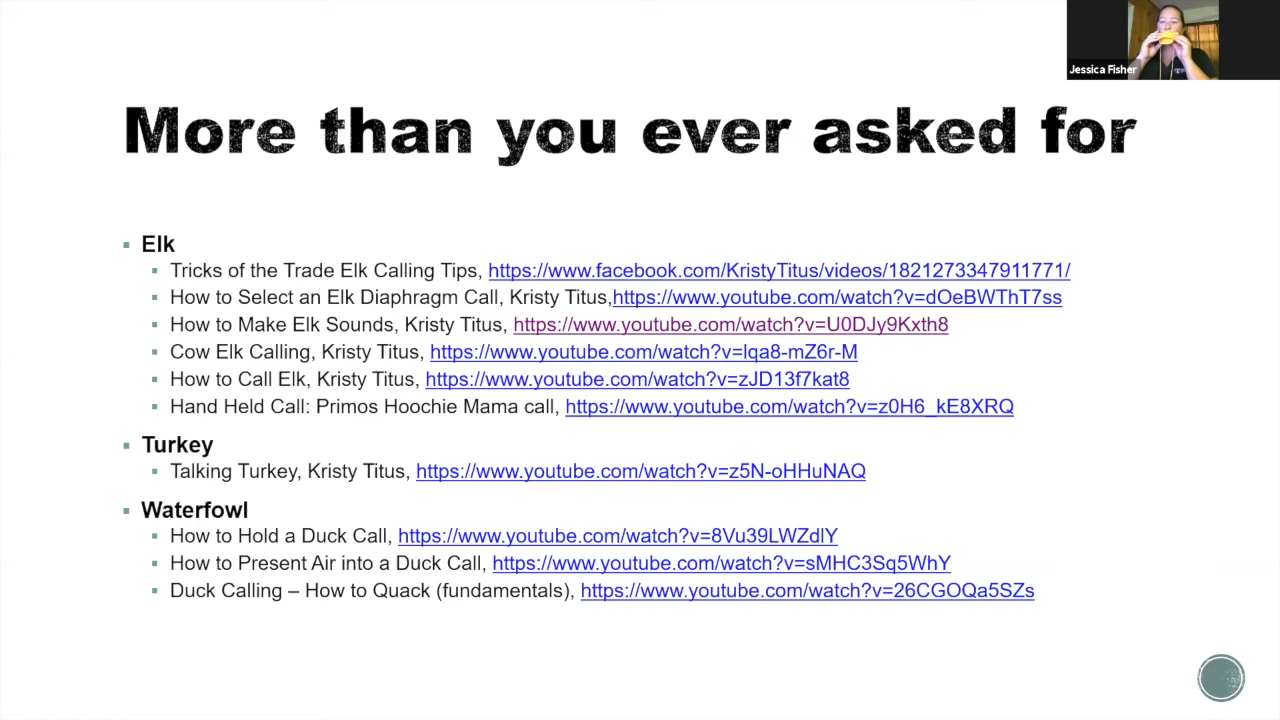 Jessica Fisher
More than you ever asked for
Elk
Tricks of the Trade Elk Calling Tips, https://www.facebook.com/KristyTitus/videos/1821273347911771/
How to Select an Elk Diaphragm Call, Kristy Titus,https://www.youtube.com/watch?v=dOeBWThT7ss
How to Make Elk Sounds, Kristy Titus, https://www.youtube.com/watch?v=U0DJy9Kxth8
Cow Elk Calling, Kristy Titus, https://www.youtube.com/watch?v=lqa8-mZ6r-M
How to Call Elk, Kristy Titus, https://www.youtube.com/watch?v=zJD13f7kat8
Hand Held Call: Primos Hoochie Mama call, https://www.youtube.com/watch?v=z0H6_kE8XRQ
Turkey
Talking Turkey, Kristy Titus, https://www.youtube.com/watch?v=z5N-oHHuNAQ
Waterfowl
How to Hold a Duck Call, https://www.youtube.com/watch?v=8Vu39LWZdlY
How to Present Air into a Duck Call, https://www.youtube.com/watch?v=sMHC3Sq5WhY
Duck Calling – How to Quack (fundamentals), https://www.youtube.com/watch?v=26CGOQa5SZs